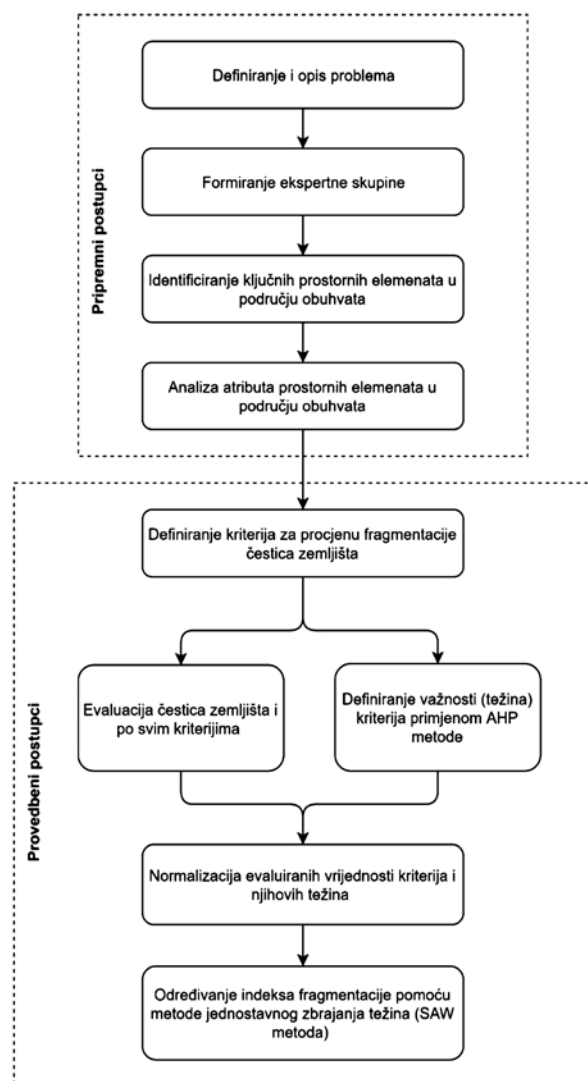 Pripremni postupci
Definiranje i opis problema
Formiranje ekspertne skupine
Identificiranje ključnih prostornih elemenata u
području obuhvata
Analiza atributa prostornih elemenata u
području obuhvata
Provedbeni postupci
Definiranje kriterija za procjenu fragmentacije
čestica zemljišta
Evaluacija čestica zemljišta i
po svim kriterijima
Definiranje važnosti (težina)
kriterija primjenom AHP
metode
Normalizacija evaluiranih vrijednosti kriterija i
njihovih težina
Određivanje indeksa fragmentacije pomoću
metode jednostavnog zbrajanja težina (SAW
metoda)